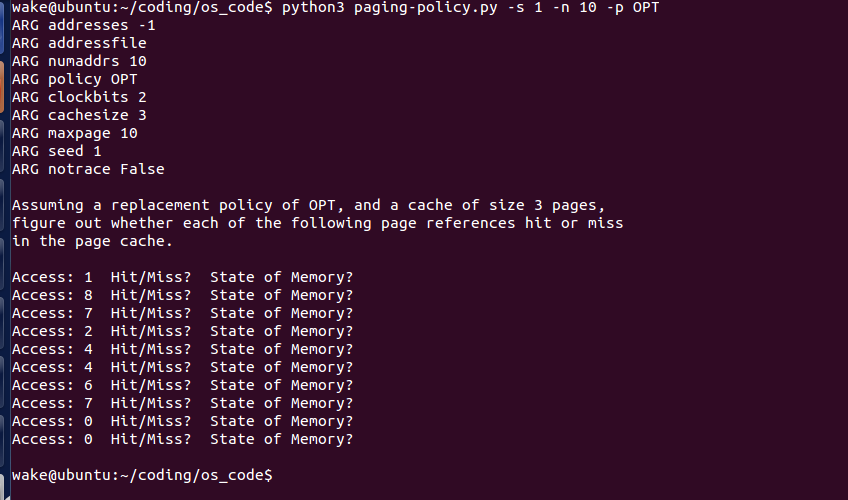 wake@ubuntu:~/coding/os_code$ python3 paging-policy.py -s 1 -n 10 -p OPT
ARG addresses -1
ARG addressfile
ARG numaddrs 10
ARG policy OPT
ARG clockbits 2
ARG cachesize 3
ARG maxpage 10
ARG seed 1
ARG notrace False
Assuming a replacement policy of OPT, and a cache of size 3 pages,
figure out whether each of the following page references hit or miss
in the page cache.
Access: 1  Hit/Miss?  State of Memory?
Access: 8  Hit/Miss?  State of Memory?
Access: 7  Hit/Miss?  State of Memory?
Access: 2  Hit/Miss?  State of Memory?
Access: 4  Hit/Miss?  State of Memory?
Access: 4  Hit/Miss?  State of Memory?
Access: 6  Hit/Miss?  State of Memory?
Access: 7  Hit/Miss?  State of Memory?
Access: 0  Hit/Miss?  State of Memory?
Access: 0  Hit/Miss?  State of Memory?
wake@ubuntu:~/coding/os_code$